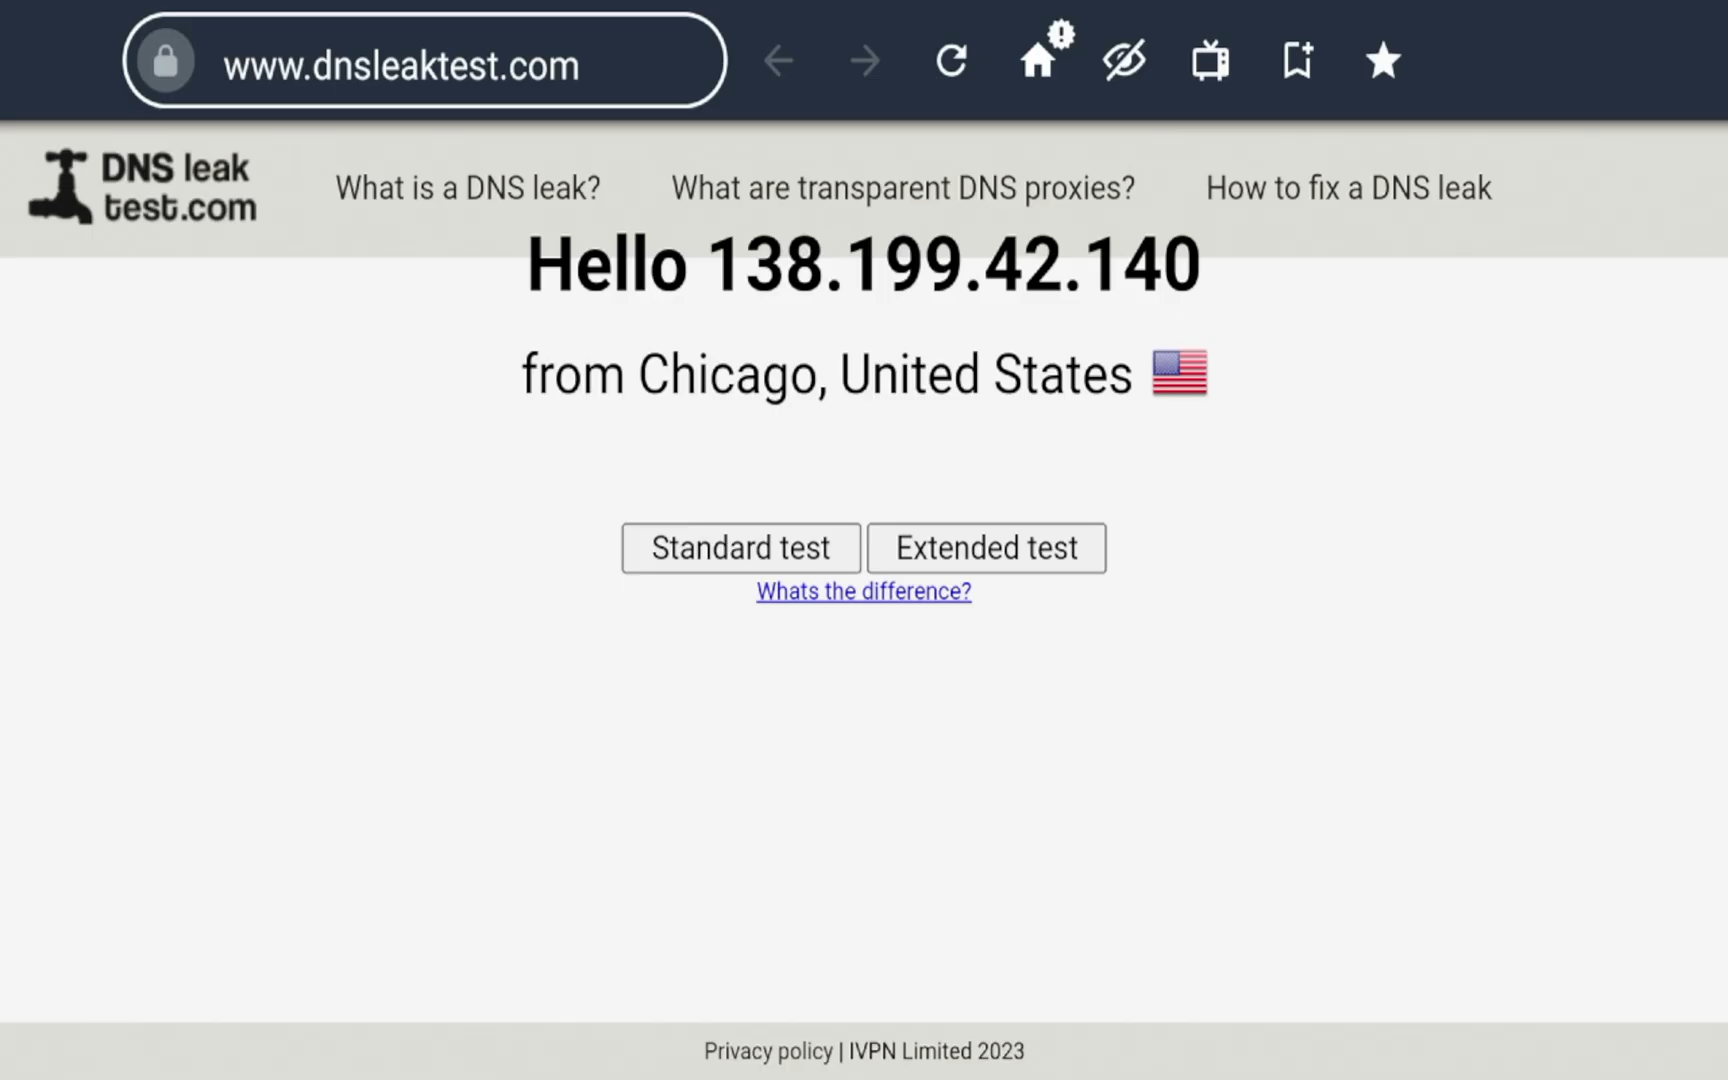 www.dnsleaktest.com
DNS leak
test.com
What is a DNS leak?
What are transparent DNS proxies?
How to fix a DNS leak
Hello 138.199.42.140
from Chicago, United States
Standard test
Extended test
Whats the difference?
Privacy policy | IVPN Limited 2023